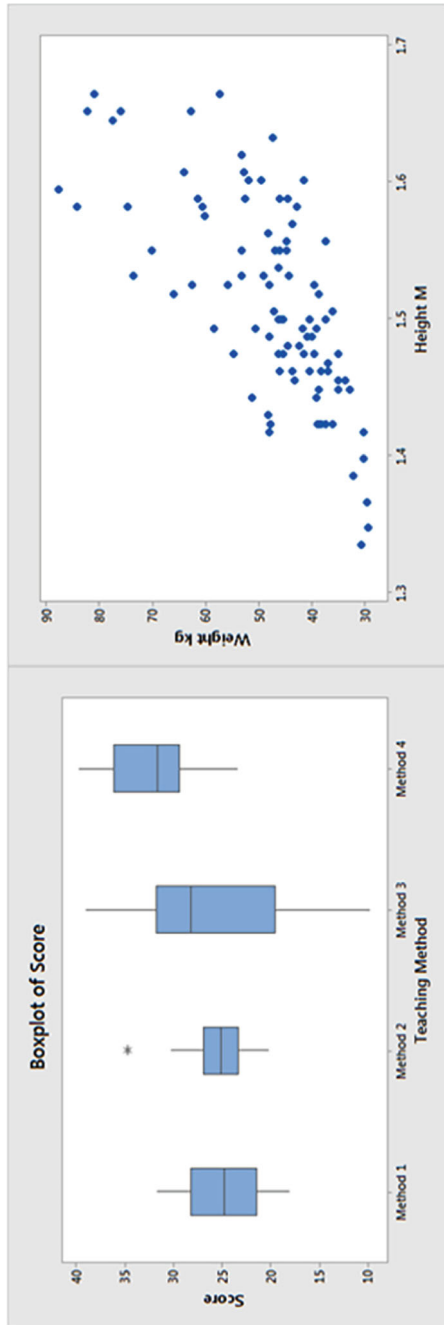 Boxplot of Score
40
35
30
25
20
15
10
Score
Method 1
Method 2
Method 3
Method 4
Teaching Method
90
80
70
60
50
40
30
Weight kg
1.3
1.4
1.5
1.6
1.7
Height M